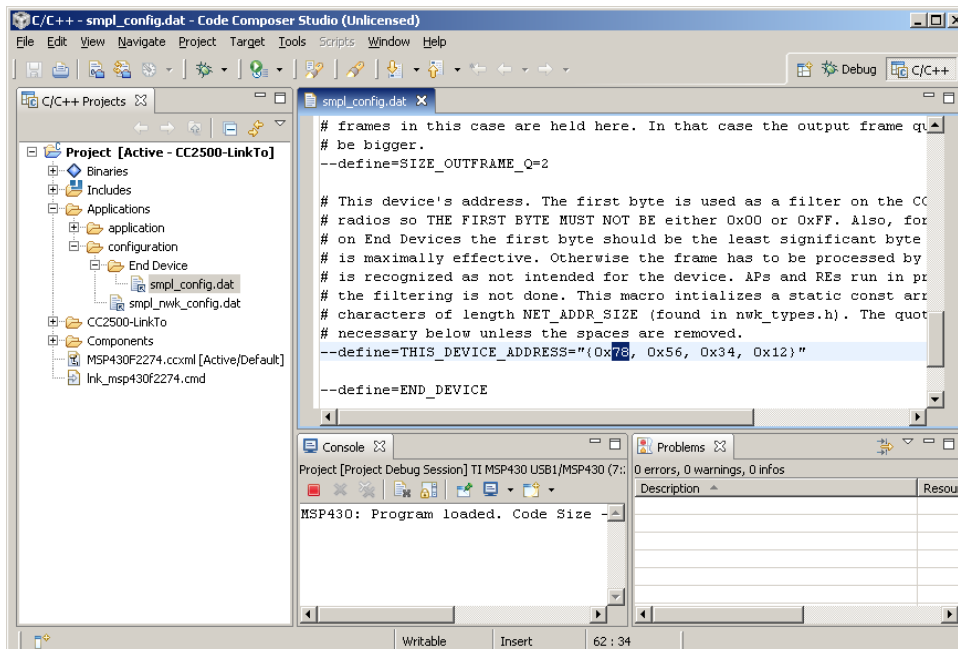 C/C++ - smpl_config.dat - Code Composer Studio (Unlicensed)
File Edit View Navigate Project Target Tools Scripts Window Help
Debug C/C++
C/C++ Projects
Project [Active - CC2500-LinkTo]
Binaries
Includes
Applications
application
configuration
End Device
smpl_config.dat
smpl_nwk_config.dat
CC2500-LinkTo
Components
MSP430F2274.ccxml [Active/Default]
lnk_msp430f2274.cmd
smpl_config.dat
# frames in this case are held here. In that case the output frame qu
# be bigger.
--define=SIZE_OUTFRAME_Q=2
# This device's address. The first byte is used as a filter on the CC
# radios so THE FIRST BYTE MUST NOT BE either 0x00 or 0xFF. Also, for
# on End Devices the first byte should be the least significant byte
# is maximally effective. Otherwise the frame has to be processed by
# is recognized as not intended for the device. APs and REs run in pr
# the filtering is not done. This macro intializes a static const arr
# characters of length NET_ADDR_SIZE (found in nwk_types.h). The quot
# necessary below unless the spaces are removed.
--define=THIS_DEVICE_ADDRESS="{0x78, 0x56, 0x34, 0x12}"
--define=END_DEVICE
Console
Project [Project Debug Session] TI MSP430 USB1/MSP430 (7:
MSP430: Program loaded. Code Size -
Problems
0 errors, 0 warnings, 0 infos
Description Resou
Writable Insert 62 : 34